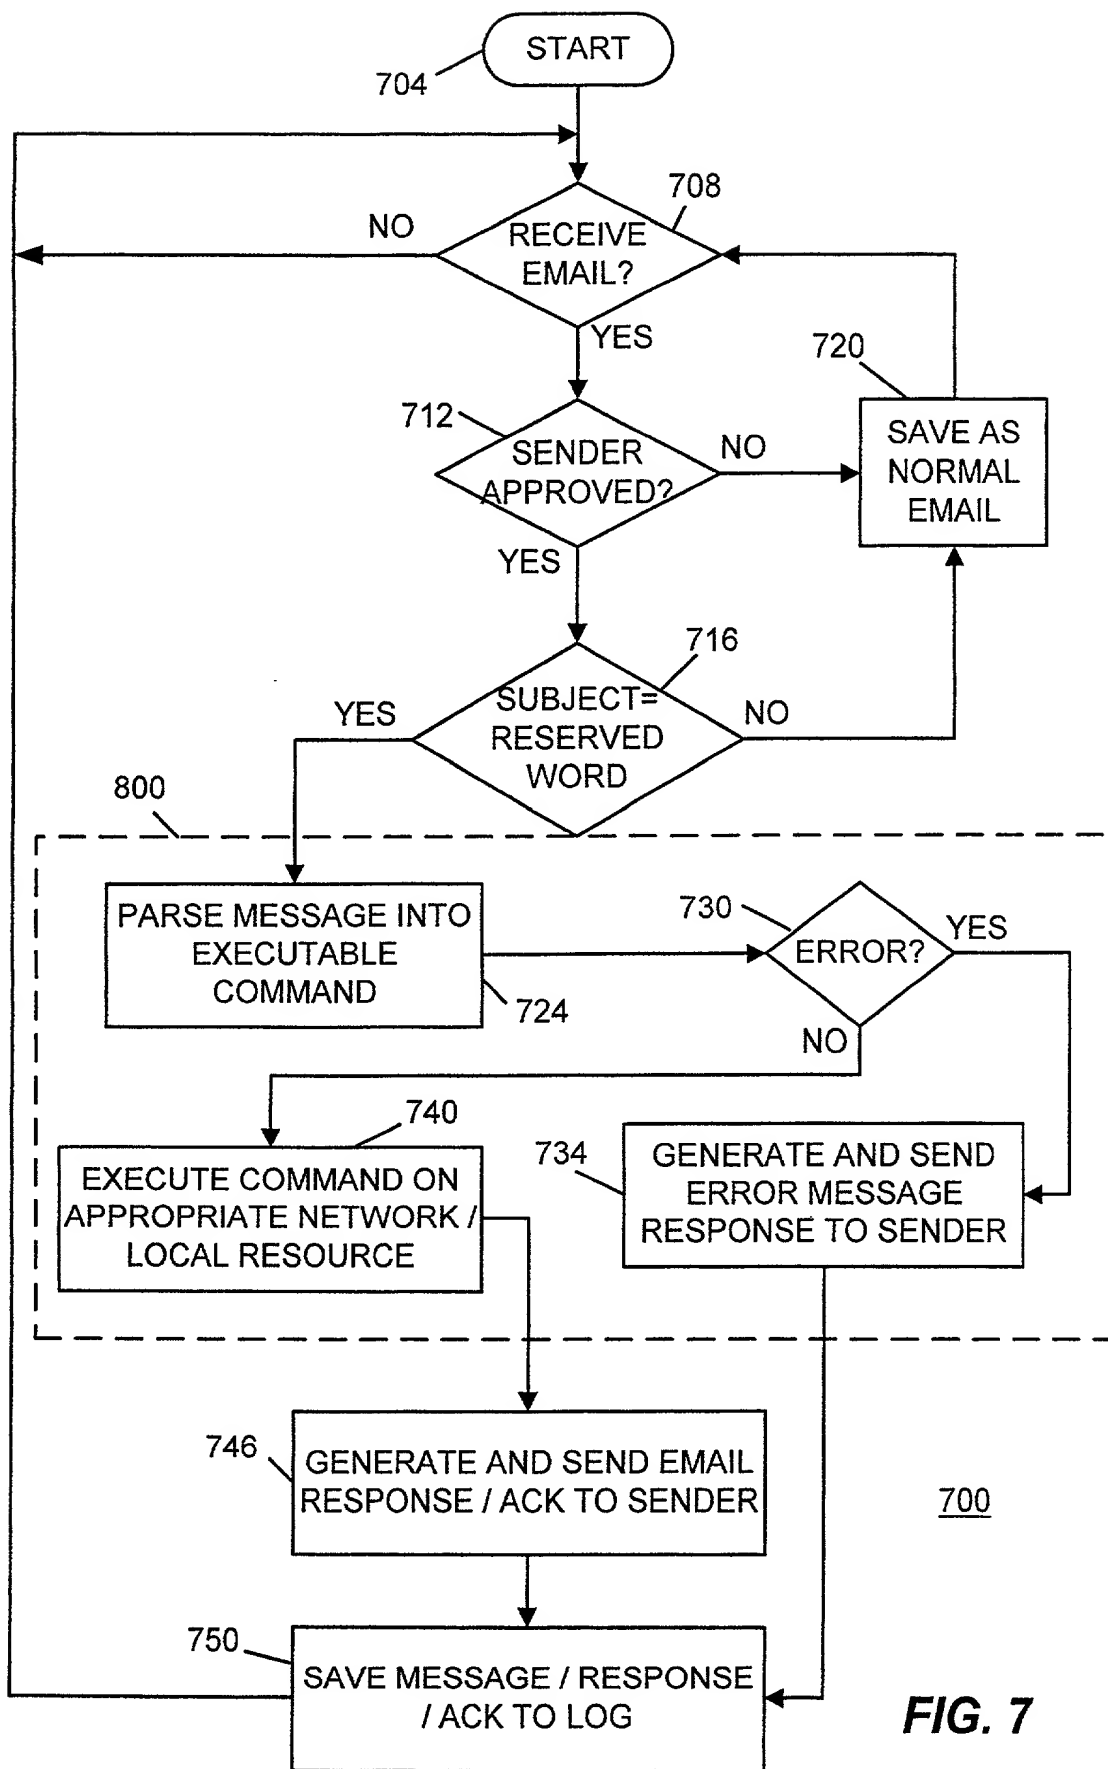 START
704
708
NO
RECEIVE
EMAIL?
YES
720
712
SENDER
APPROVED?
NO
SAVE AS
NORMAL
EMAIL
YES
716
YES
SUBJECT=
RESERVED
WORD
NO
800
PARSE MESSAGE INTO
EXECUTABLE
COMMAND
724
730
ERROR?
YES
NO
740
EXECUTE COMMAND ON
APPROPRIATE NETWORK /
LOCAL RESOURCE
734
GENERATE AND SEND
ERROR MESSAGE
RESPONSE TO SENDER
746
GENERATE AND SEND EMAIL
RESPONSE / ACK TO SENDER
700
750
SAVE MESSAGE / RESPONSE
/ ACK TO LOG
FIG. 7